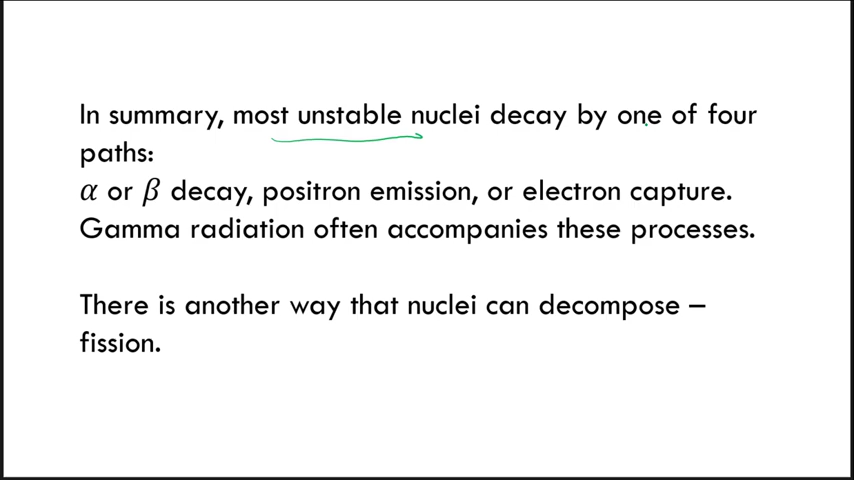 In summary, most unstable nuclei decay by one of four
paths:
𝛼 or 𝛽 decay, positron emission, or electron capture.
Gamma radiation often accompanies these processes.
There is another way that nuclei can decompose –
fission.